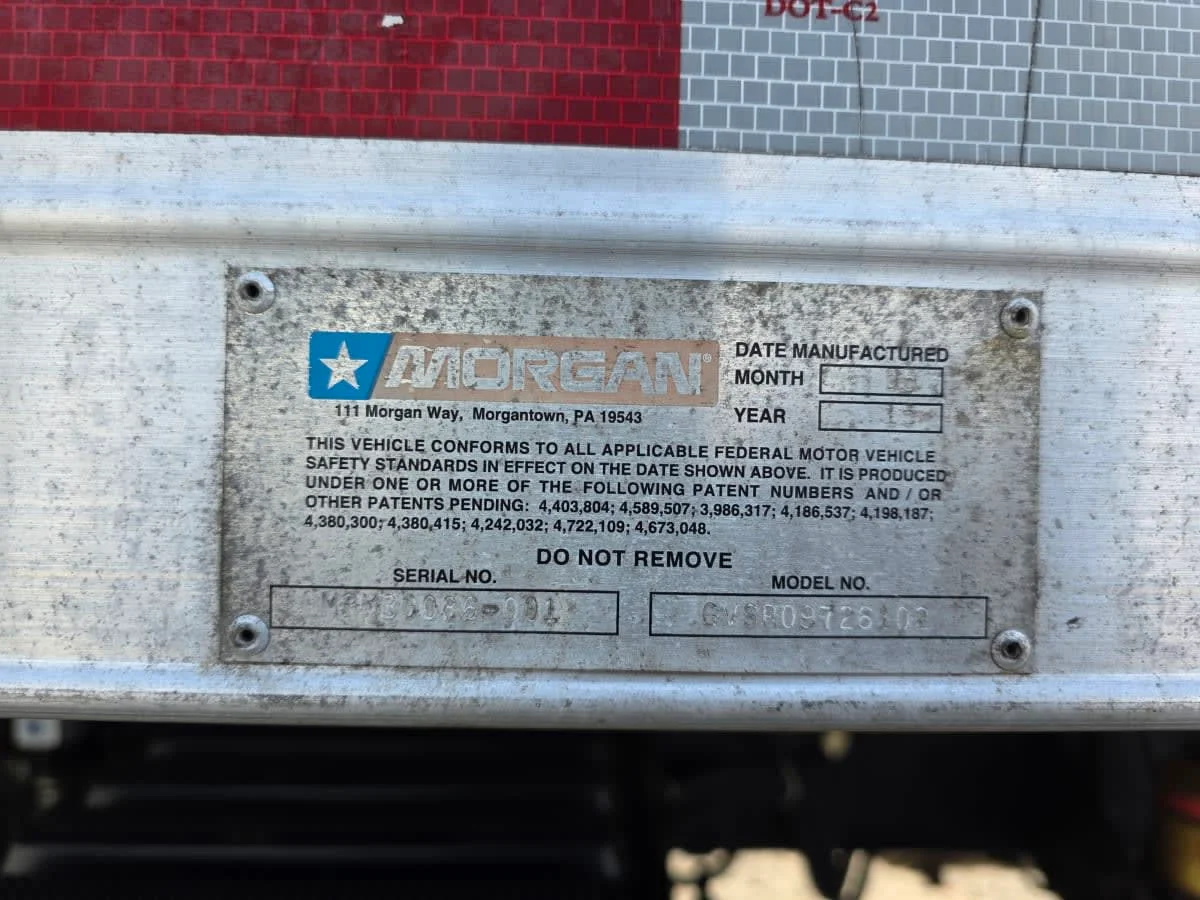 DOT-C2
MORGAN®
111 Morgan Way, Morgantown, PA 19543
DATE MANUFACTURED
MONTH
YEAR
THIS VEHICLE CONFORMS TO ALL APPLICABLE FEDERAL MOTOR VEHICLE
SAFETY STANDARDS IN EFFECT ON THE DATE SHOWN ABOVE. IT IS PRODUCED
UNDER ONE OR MORE OF THE FOLLOWING PATENT NUMBERS AND / OR
OTHER PATENTS PENDING: 4,403,804; 4,589,507; 3,986,317; 4,186,537; 4,198,187;
4,380,300; 4,380,415; 4,242,032; 4,722,109; 4,673,048.
DO NOT REMOVE
SERIAL NO.
MODEL NO.